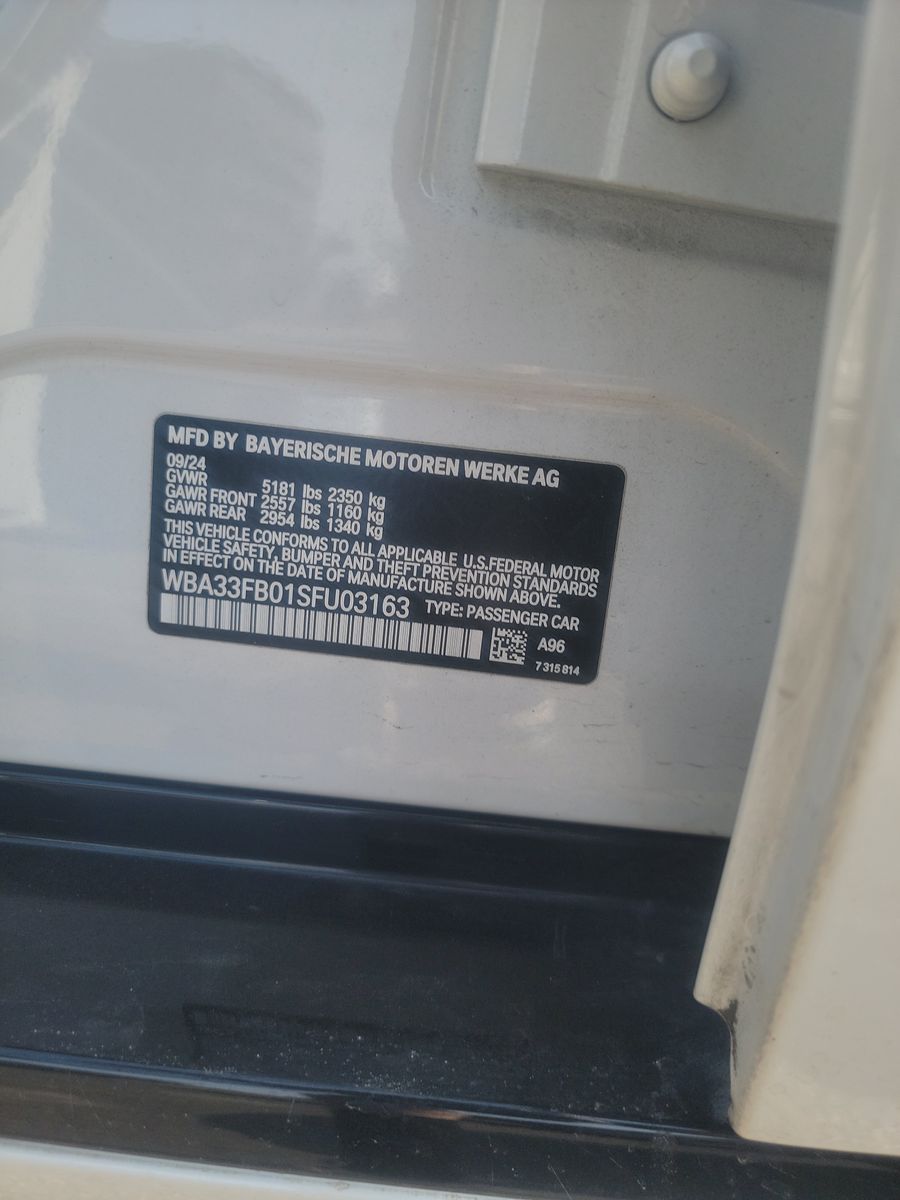 MFD BY BAYERISCHE MOTOREN WERKE AG
09/24
GVWR 5181 lbs 2350 kg
GAWR FRONT 2557 lbs 1160 kg
GAWR REAR 2954 lbs 1340 kg
THIS VEHICLE CONFORMS TO ALL APPLICABLE U.S.FEDERAL MOTOR
VEHICLE SAFETY, BUMPER AND THEFT PREVENTION STANDARDS
IN EFFECT ON THE DATE OF MANUFACTURE SHOWN ABOVE.
WBA33FB01SFU03163 TYPE: PASSENGER CAR
A96
7 315 814